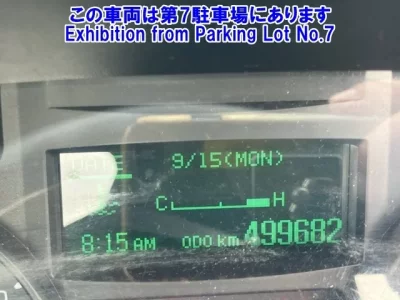 この車両は第7駐車場にあります
Exhibition from Parking Lot No.7
DATE 9/15(MON)
C H
8:15 AM ODO km 499682